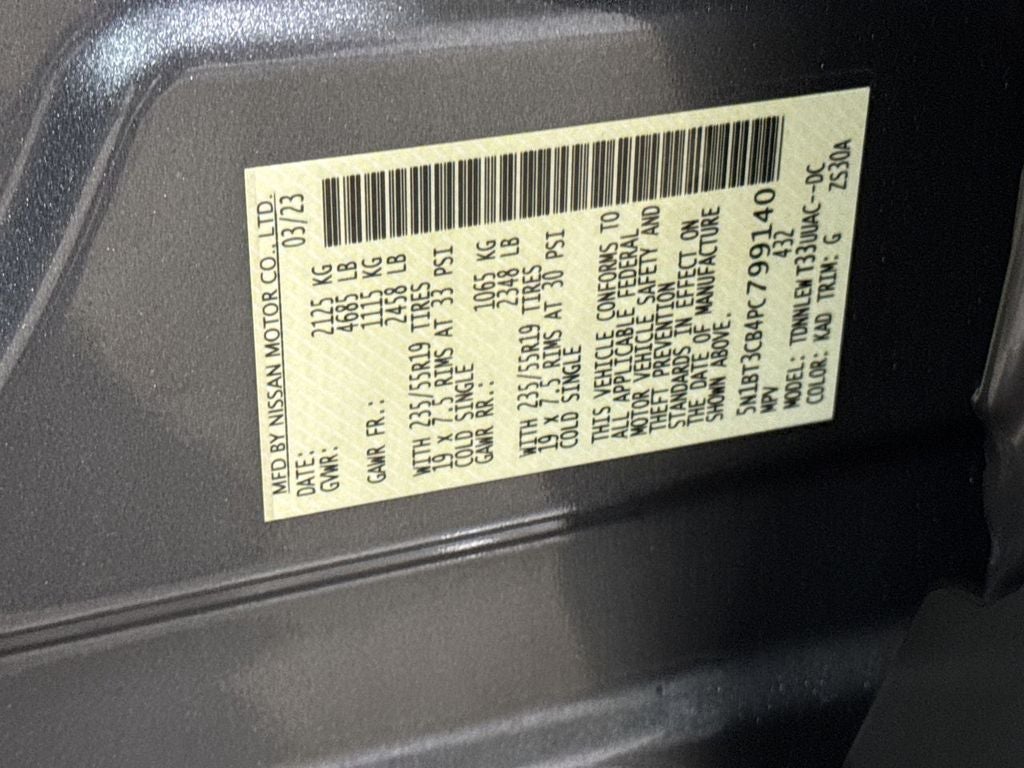 MFD BY NISSAN MOTOR CO., LTD.
DATE: 03/23
GVWR: 2125 KG
4685 LB
GAWR FR.: 1115 KG
2458 LB
WITH 235/55R19 TIRES
19 X 7.5 RIMS AT 33 PSI
COLD SINGLE
GAWR RR.: 1065 KG
2348 LB
WITH 235/55R19 TIRES
19 X 7.5 RIMS AT 30 PSI
COLD SINGLE
THIS VEHICLE CONFORMS TO
ALL APPLICABLE FEDERAL
MOTOR VEHICLE SAFETY AND
THEFT PREVENTION
STANDARDS IN EFFECT ON
THE DATE OF MANUFACTURE
SHOWN ABOVE.
5N1BT3CB4PC799140
MPV 432
MODEL: TDNNLEWT33UUAC--DC
COLOR: KAD TRIM: G ZS30A